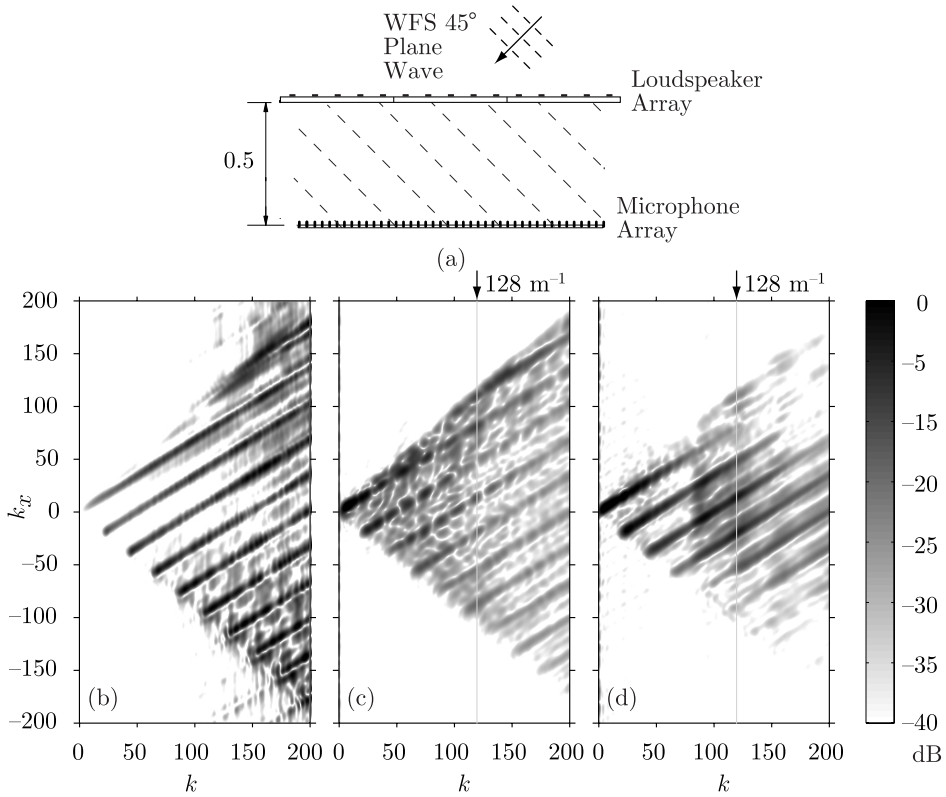 WFS 45°
Plane
Wave
Loudspeaker
Array
0.5
Microphone
Array
(a)
128 m⁻¹
128 m⁻¹
200
150
100
50
0
–50
–100
–150
–200
kₓ
(b)
(c)
(d)
0 50 100 150 200
0 50 100 150 200
0 50 100 150 200
k
k
k
0
–5
–10
–15
–20
–25
–30
–35
–40
dB